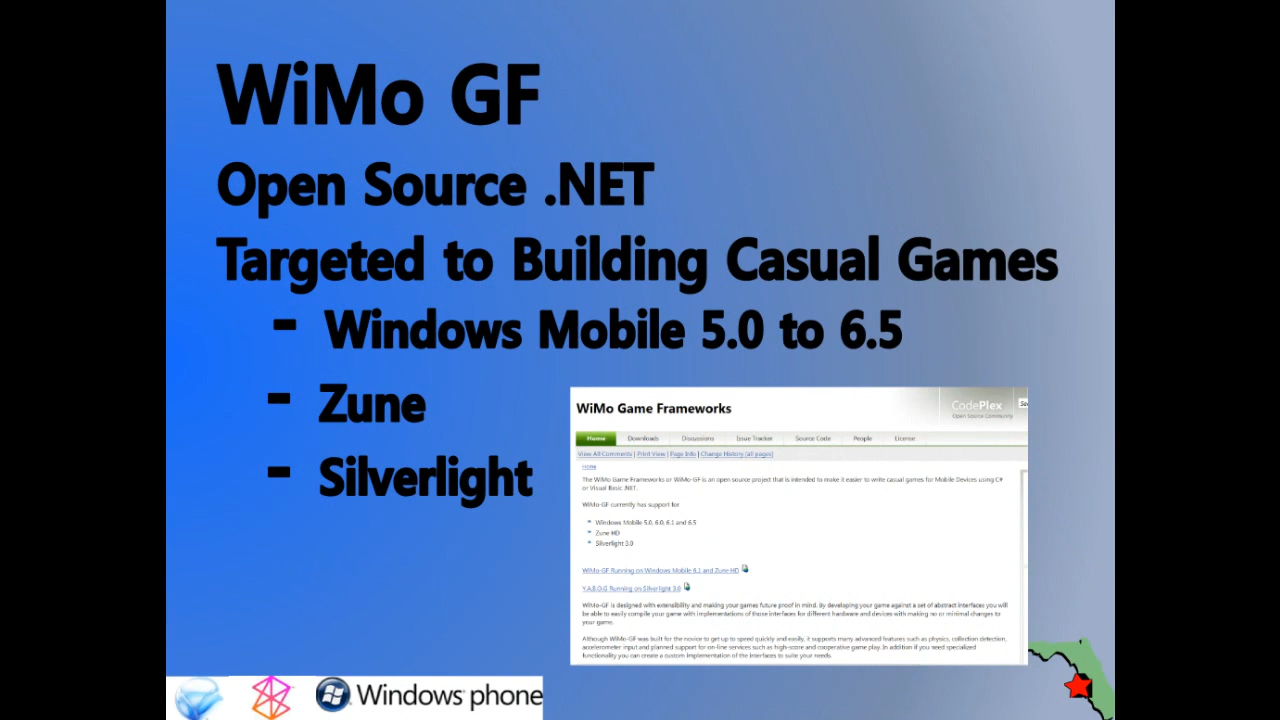 WiMo GF
Open Source .NET
Targeted to Building Casual Games
- Windows Mobile 5.0 to 6.5
- Zune
- Silverlight
WiMo Game Frameworks
CodePlex
Open Source Community
Home Downloads Discussions Issue Tracker Source Code People License
View All Comments | Print View | Page Info | Change History (all pages)
Home
The WiMo Game Frameworks or WiMo-GF is an open source project that is intended to make it easier to write casual games for Mobile Devices using C#
or Visual Basic .NET.
WiMo-GF currently has support for
Windows Mobile 5.0, 6.0, 6.1 and 6.5
Zune HD
Silverlight 3.0
WiMo-GF Running on Windows Mobile 6.1 and Zune HD
Y.A.B.O.G Running on Silverlight 3.0
WiMo-GF is designed with extensibility and making your games future proof in mind. By developing your game against a set of abstract interfaces you will
be able to easily compile your game with implementations of those interfaces for different hardware and devices with making no or minimal changes to
your game.
Although WiMo-GF was built for the novice to get up to speed quickly and easily, it supports many advanced features such as physics, collection detection,
accelerometer input and planned support for on-line services such as high-score and cooperative game play. In addition if you need specialized
functionality you can create a custom implementation of the interfaces to suite your needs.
Windows phone